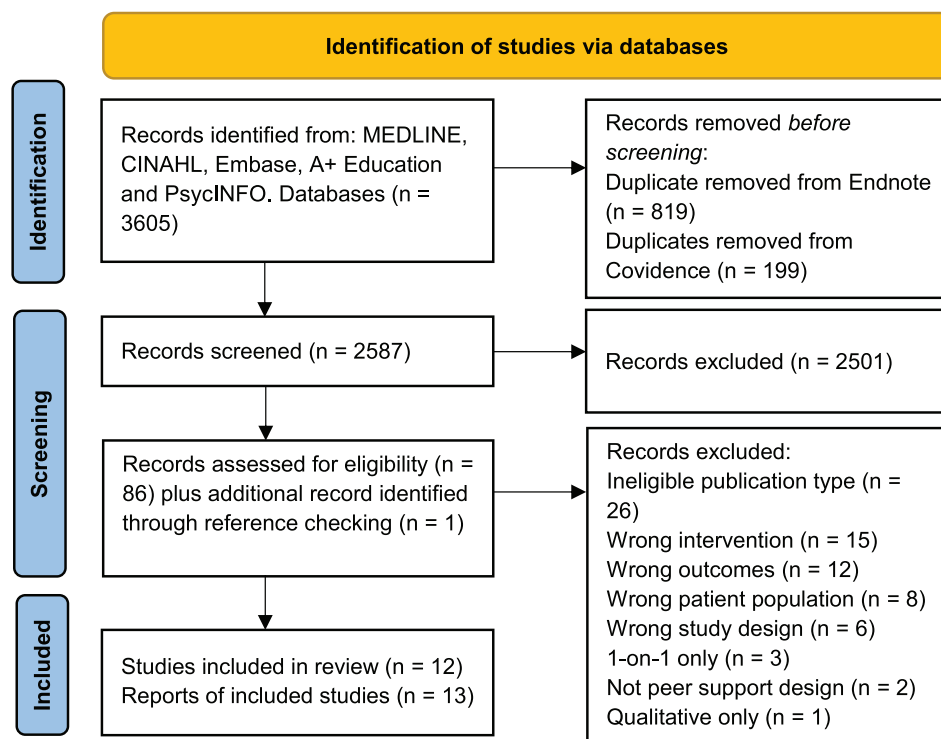 Identification of studies via databases
Identification
Records identified from: MEDLINE,
CINAHL, Embase, A+ Education
and PsycINFO. Databases (n =
3605)
Records removed before
screening:
Duplicate removed from Endnote
(n = 819)
Duplicates removed from
Covidence (n = 199)
Screening
Records screened (n = 2587)
Records excluded (n = 2501)
Records assessed for eligibility (n =
86) plus additional record identified
through reference checking (n = 1)
Records excluded:
Ineligible publication type (n =
26)
Wrong intervention (n = 15)
Wrong outcomes (n = 12)
Wrong patient population (n = 8)
Wrong study design (n = 6)
1-on-1 only (n = 3)
Not peer support design (n = 2)
Qualitative only (n = 1)
Included
Studies included in review (n = 12)
Reports of included studies (n = 13)